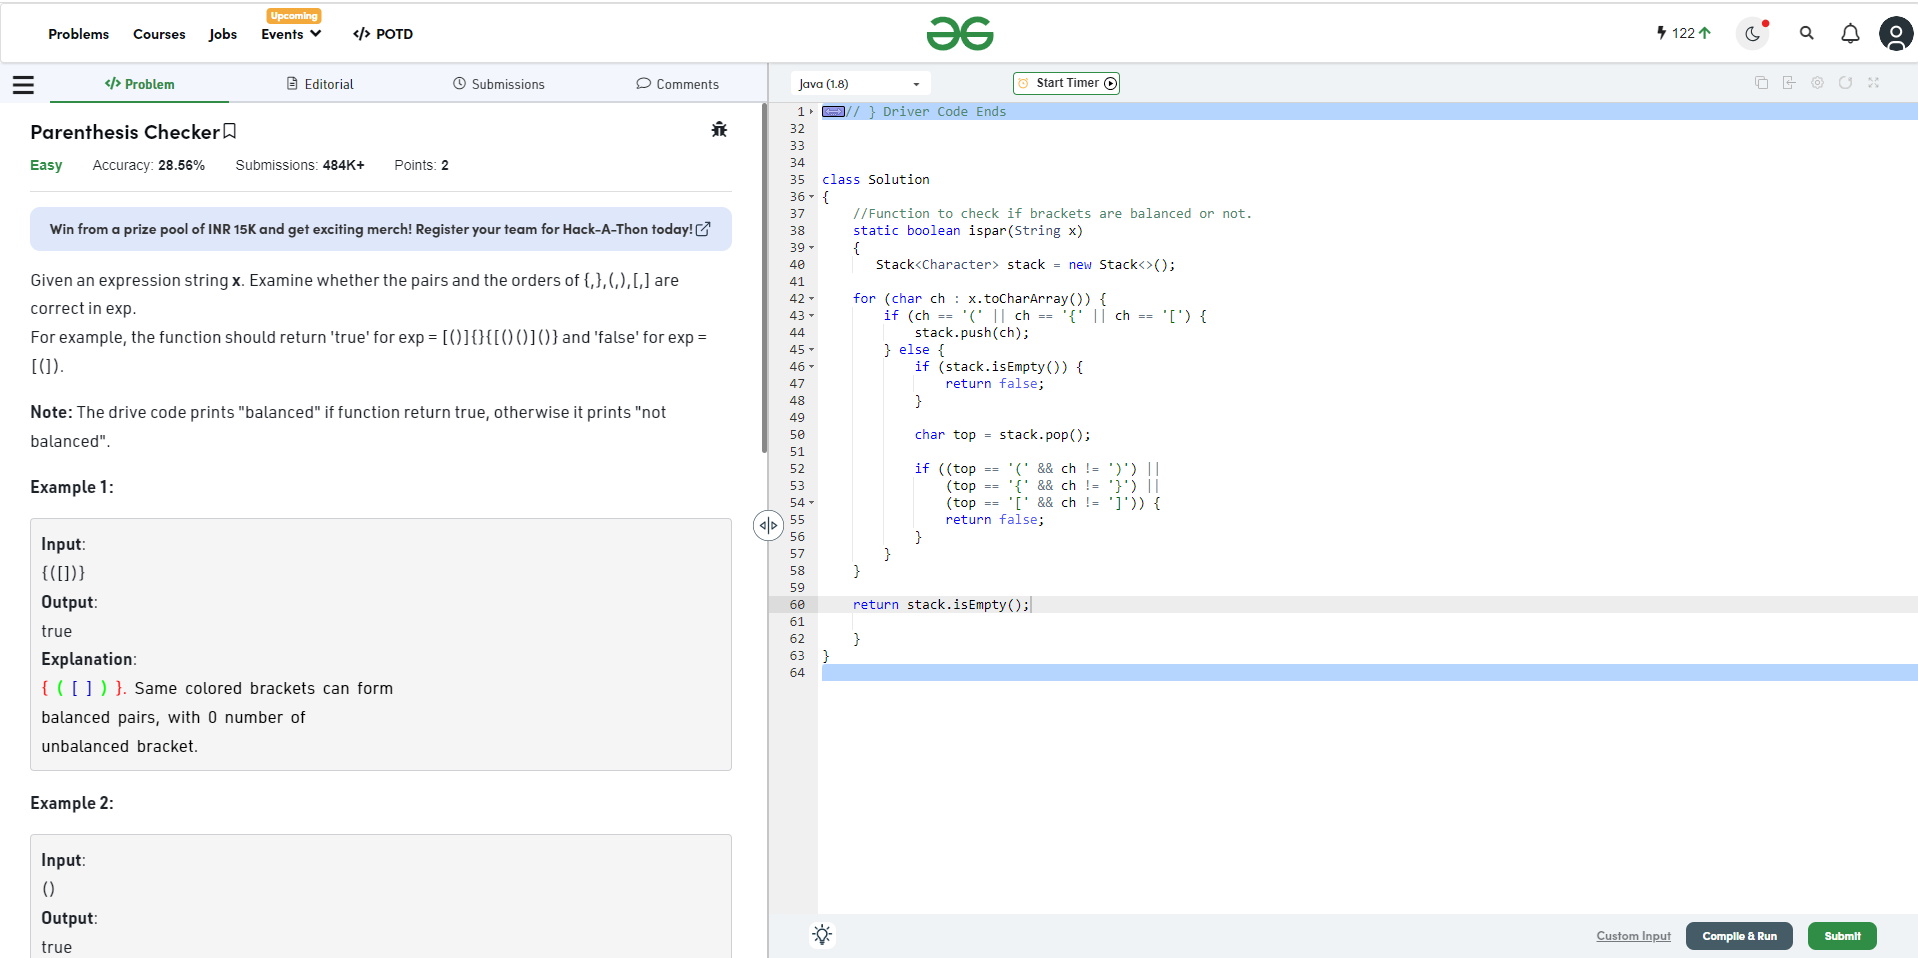 Upcoming
Problems Courses Jobs Events </> POTD
122
</> Problem Editorial Submissions Comments
Parenthesis Checker
Easy Accuracy: 28.56% Submissions: 484K+ Points: 2
Win from a prize pool of INR 15K and get exciting merch! Register your team for Hack-A-Thon today!
Given an expression string x. Examine whether the pairs and the orders of {,},(,),[,] are
correct in exp.
For example, the function should return 'true' for exp = [()]{}{[()()]()} and 'false' for exp =
[(]).
Note: The drive code prints "balanced" if function return true, otherwise it prints "not
balanced".
Example 1:
Input:
{([])}
Output:
true
Explanation:
{ ( [ ] ) }. Same colored brackets can form
balanced pairs, with 0 number of
unbalanced bracket.
Example 2:
Input:
()
Output:
true
Java (1.8) Start Timer
1 // } Driver Code Ends
32
33
34
35 class Solution
36 {
37     //Function to check if brackets are balanced or not.
38     static boolean ispar(String x)
39     {
40        Stack<Character> stack = new Stack<>();
41
42     for (char ch : x.toCharArray()) {
43         if (ch == '(' || ch == '{' || ch == '[') {
44             stack.push(ch);
45         } else {
46             if (stack.isEmpty()) {
47                 return false;
48             }
49
50             char top = stack.pop();
51
52             if ((top == '(' && ch != ')') ||
53                 (top == '{' && ch != '}') ||
54                 (top == '[' && ch != ']')) {
55                 return false;
56             }
57         }
58     }
59
60     return stack.isEmpty();
61
62     }
63 }
64
Custom Input Compile & Run Submit